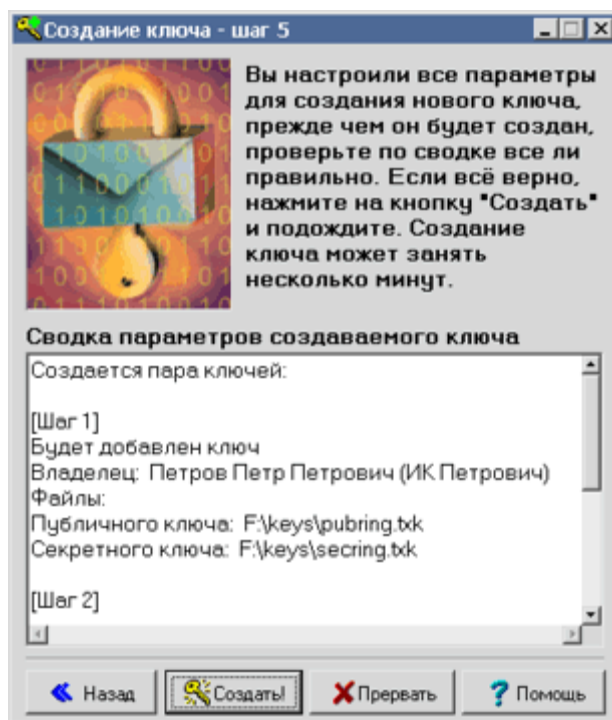 Создание ключа - шаг 5
Вы настроили все параметры
для создания нового ключа,
прежде чем он будет создан,
проверьте по сводке все ли
правильно. Если всё верно,
нажмите на кнопку "Создать"
и подождите. Создание
ключа может занять
несколько минут.
Сводка параметров создаваемого ключа
Создается пара ключей:
[Шаг 1]
Будет добавлен ключ
Владелец: Петров Петр Петрович (ИК Петрович)
Файлы:
Публичного ключа: F:\keys\pubring.txk
Секретного ключа: F:\keys\secring.txk
[Шаг 2]
Назад Создать! Прервать Помощь